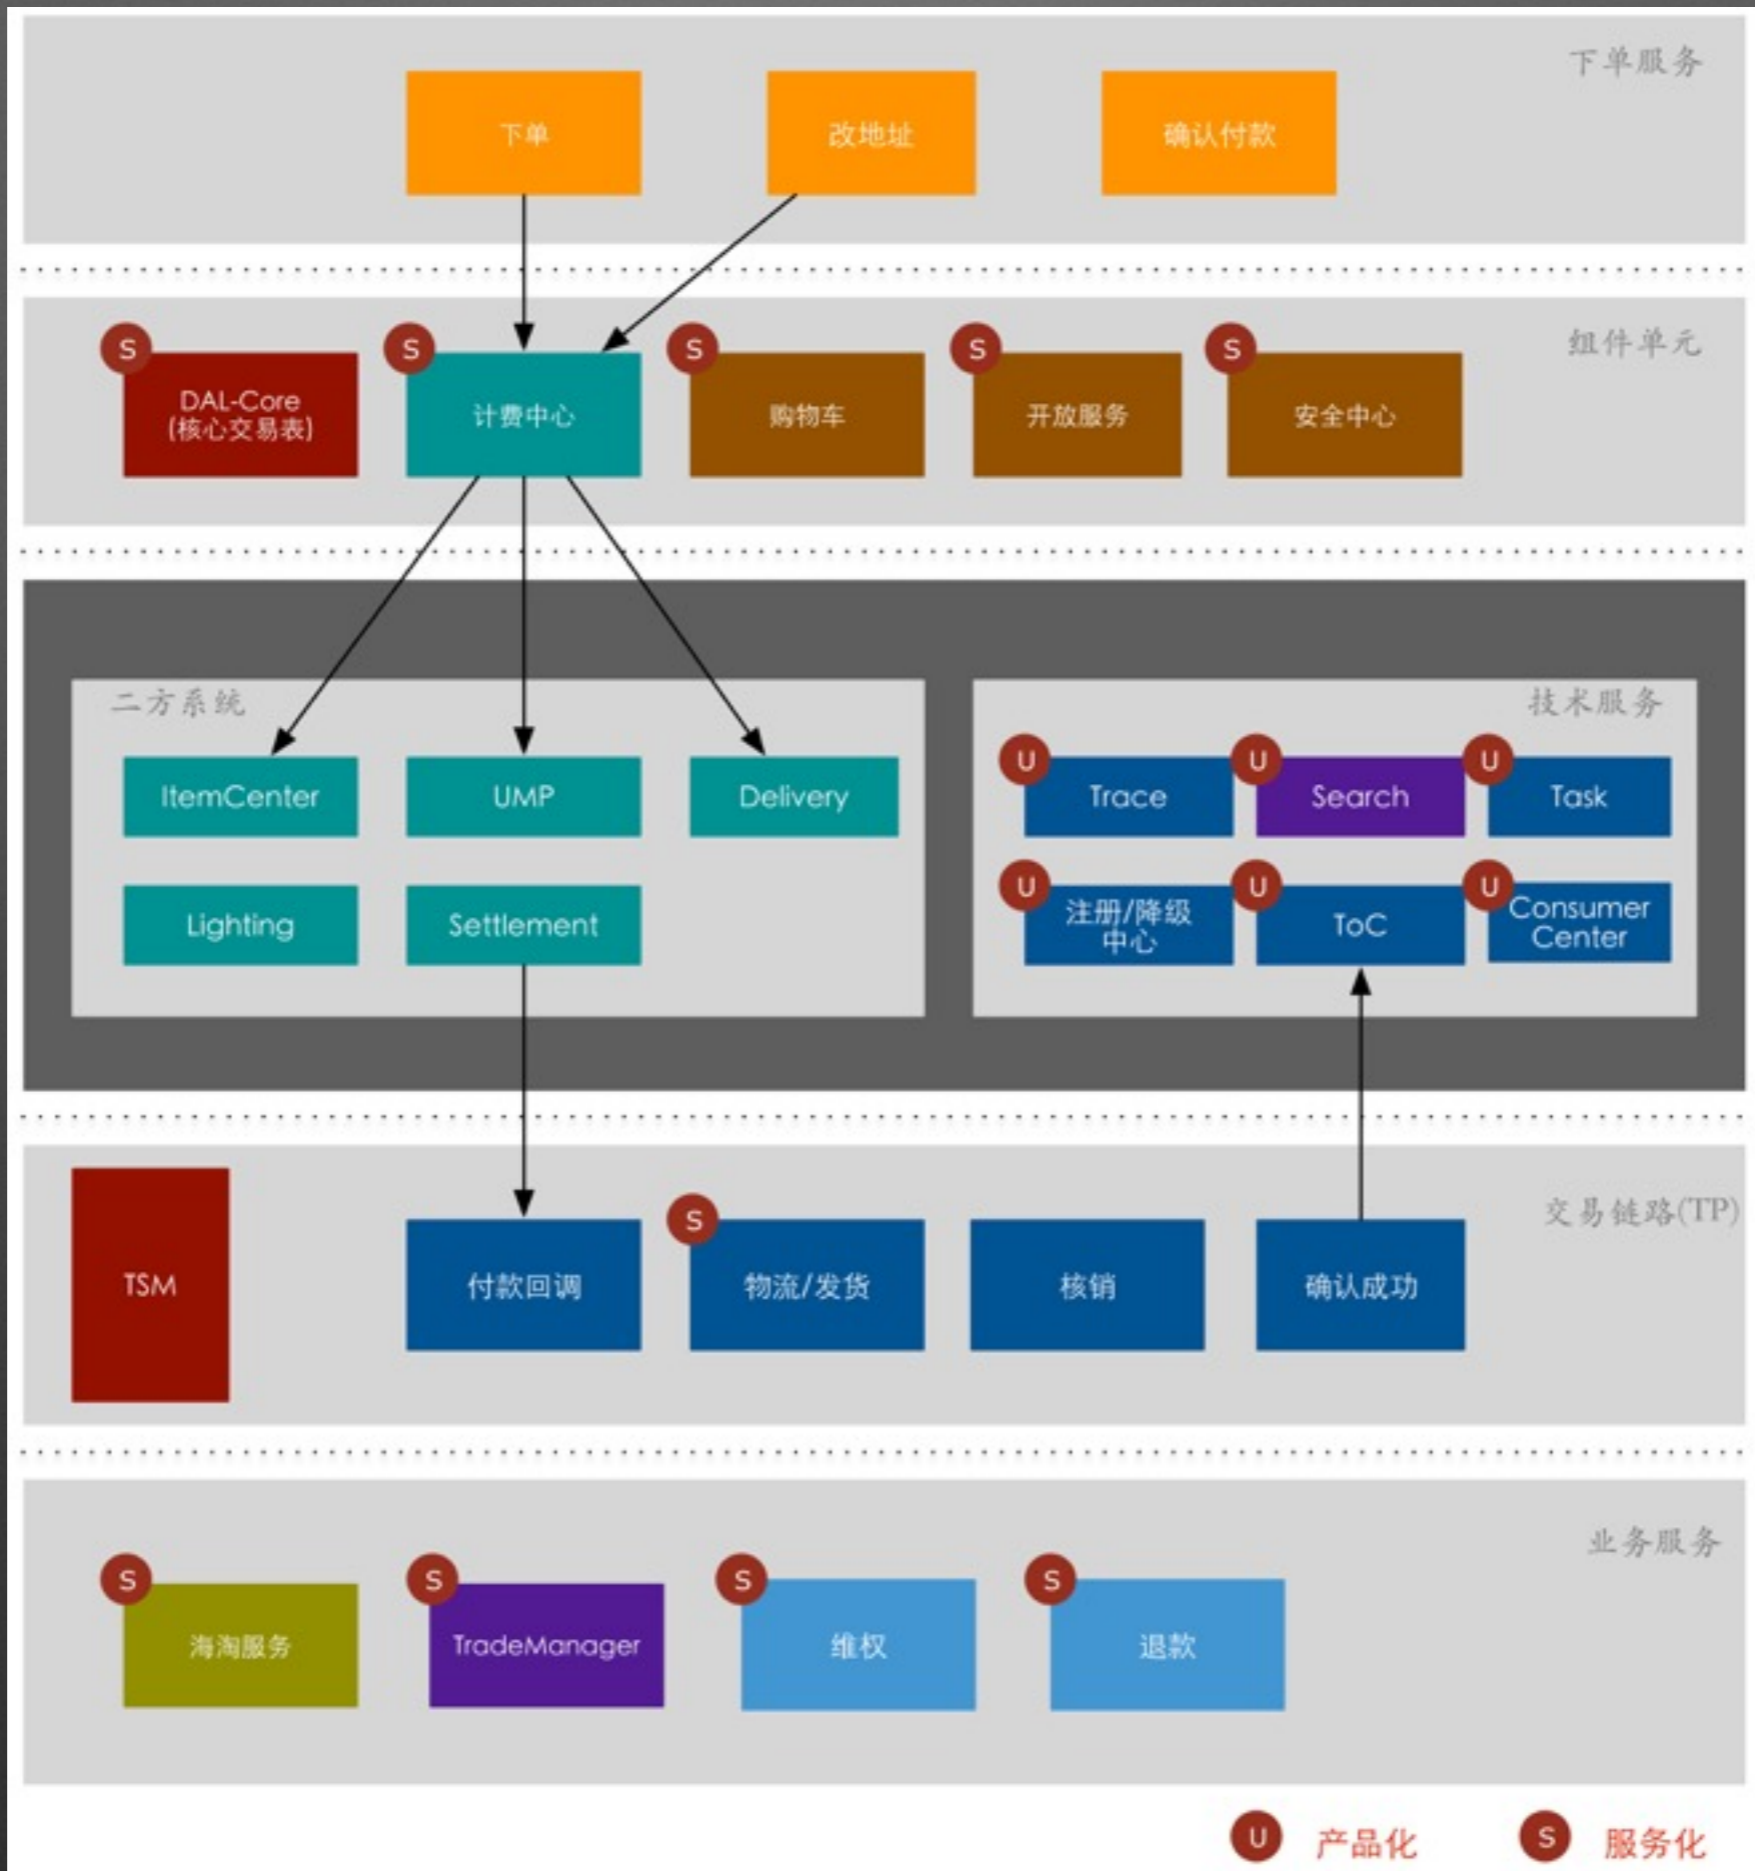 下单服务
下单
改地址
确认付款
组件单元
S
S
S
S
S
DAL-Core
(核心交易表)
计费中心
购物车
开放服务
安全中心
二方系统
ItemCenter
UMP
Delivery
Lighting
Settlement
技术服务
U
U
U
Trace
Search
Task
U
U
U
注册/降级
中心
ToC
Consumer
Center
交易链路(TP)
TSM
付款回调
S
物流/发货
核销
确认成功
业务服务
S
S
S
S
海淘服务
TradeManager
维权
退款
U 产品化
S 服务化